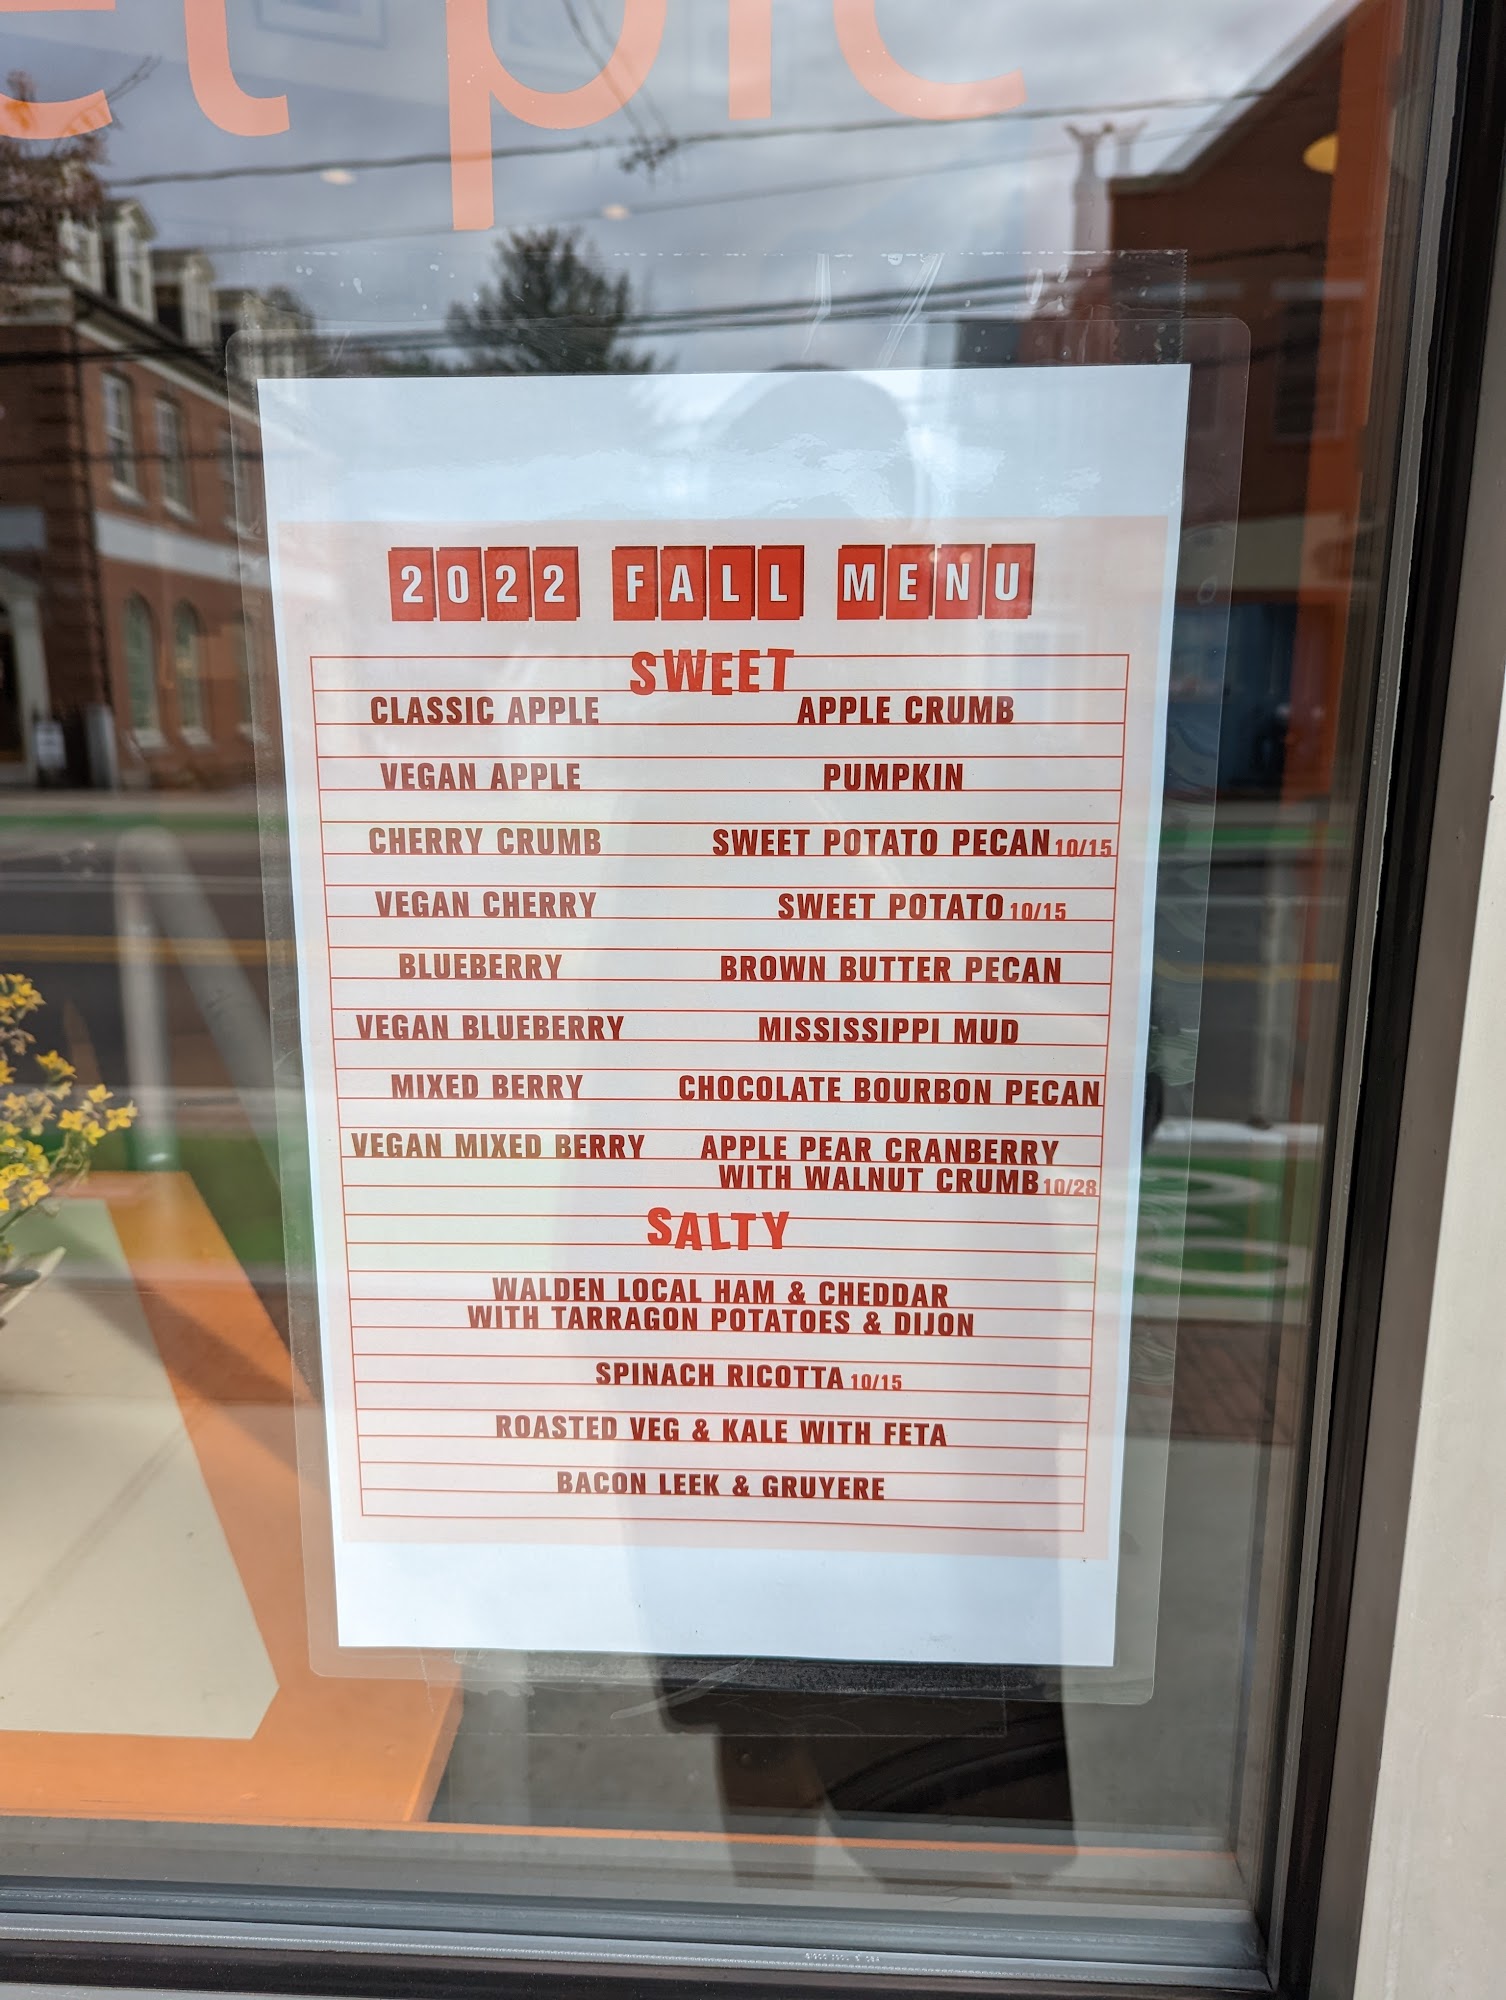 et pie
2022 FALL MENU
SWEET
CLASSIC APPLE
APPLE CRUMB
VEGAN APPLE
PUMPKIN
CHERRY CRUMB
SWEET POTATO PECAN 10/15
VEGAN CHERRY
SWEET POTATO 10/15
BLUEBERRY
BROWN BUTTER PECAN
VEGAN BLUEBERRY
MISSISSIPPI MUD
MIXED BERRY
CHOCOLATE BOURBON PECAN
VEGAN MIXED BERRY
APPLE PEAR CRANBERRY
WITH WALNUT CRUMB 10/28
SALTY
WALDEN LOCAL HAM & CHEDDAR
WITH TARRAGON POTATOES & DIJON
SPINACH RICOTTA 10/15
ROASTED VEG & KALE WITH FETA
BACON LEEK & GRUYERE